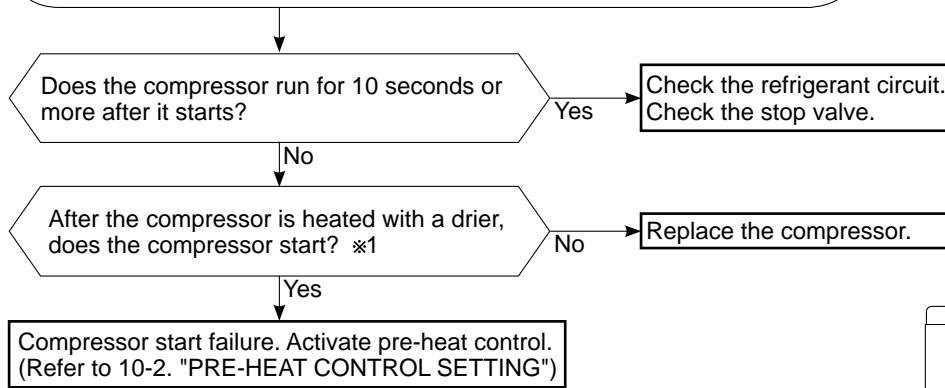 Does the compressor run for 10 seconds or
more after it starts?
Yes
Check the refrigerant circuit.
Check the stop valve.
No
After the compressor is heated with a drier,
does the compressor start? ※1
No
Replace the compressor.
Yes
Compressor start failure. Activate pre-heat control.
(Refer to 10-2. "PRE-HEAT CONTROL SETTING")